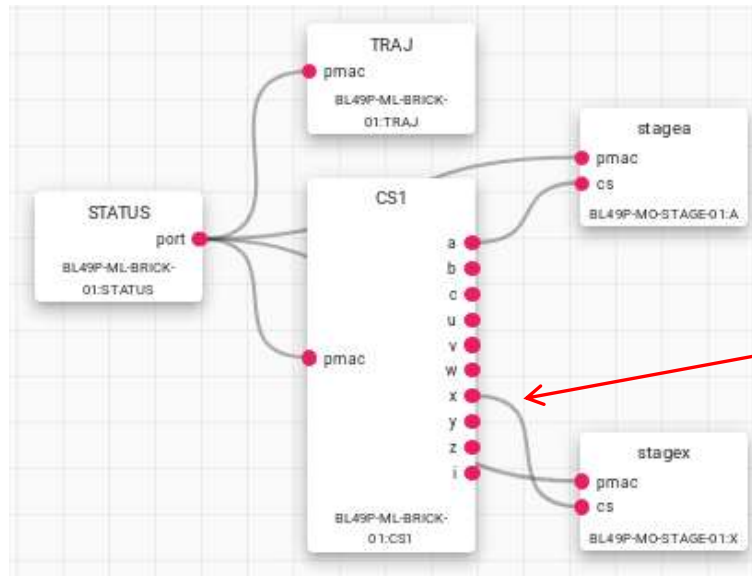 TRAJ
pmac
BL49P-ML-BRICK-
01:TRAJ
stagea
pmac
cs
BL49P-MO-STAGE-01:A
STATUS
port
BL49P-ML-BRICK-
01:STATUS
CS1
a
b
c
u
v
w
x
y
z
i
pmac
BL49P-ML-BRICK-
01:CS1
stagex
pmac
cs
BL49P-MO-STAGE-01:X